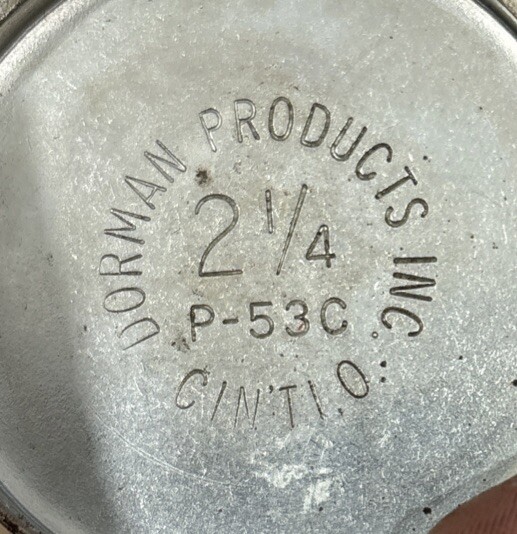 DORMAN PRODUCTS INC.
2 1/4
P-53C
CIN'TI. O.